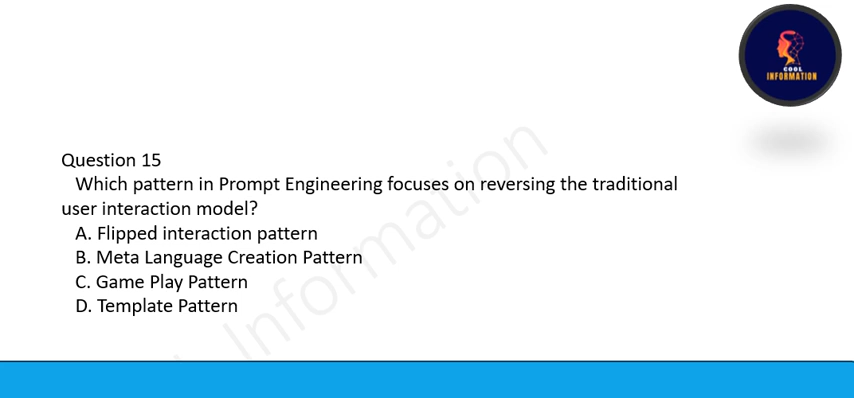 COOL
INFORMATION
Question 15
Which pattern in Prompt Engineering focuses on reversing the traditional
user interaction model?
A. Flipped interaction pattern
B. Meta Language Creation Pattern
C. Game Play Pattern
D. Template Pattern
Information